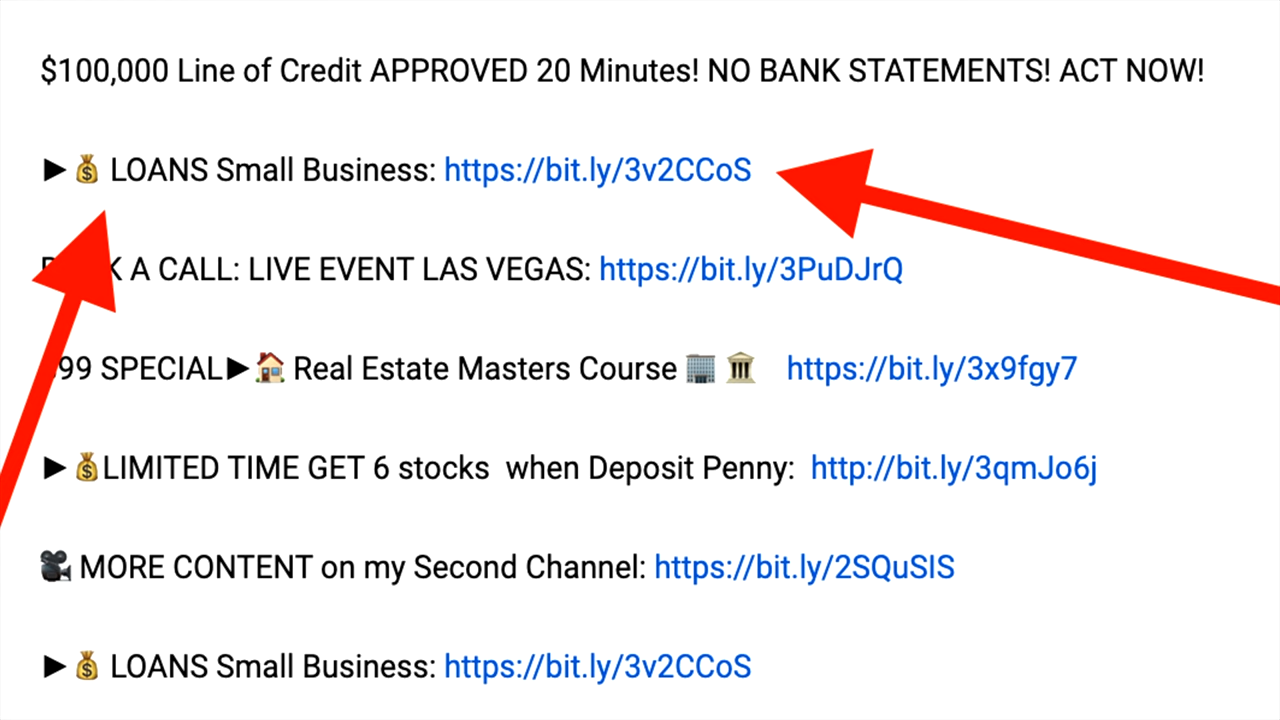 $100,000 Line of Credit APPROVED 20 Minutes! NO BANK STATEMENTS! ACT NOW!
►💰 LOANS Small Business: https://bit.ly/3v2CCoS
A CALL: LIVE EVENT LAS VEGAS: https://bit.ly/3PuDJrQ
99 SPECIAL►🏠 Real Estate Masters Course 🏢 🏛 https://bit.ly/3x9fgy7
►💰LIMITED TIME GET 6 stocks when Deposit Penny: http://bit.ly/3qmJo6j
🎥 MORE CONTENT on my Second Channel: https://bit.ly/2SQuSIS
►💰 LOANS Small Business: https://bit.ly/3v2CCoS